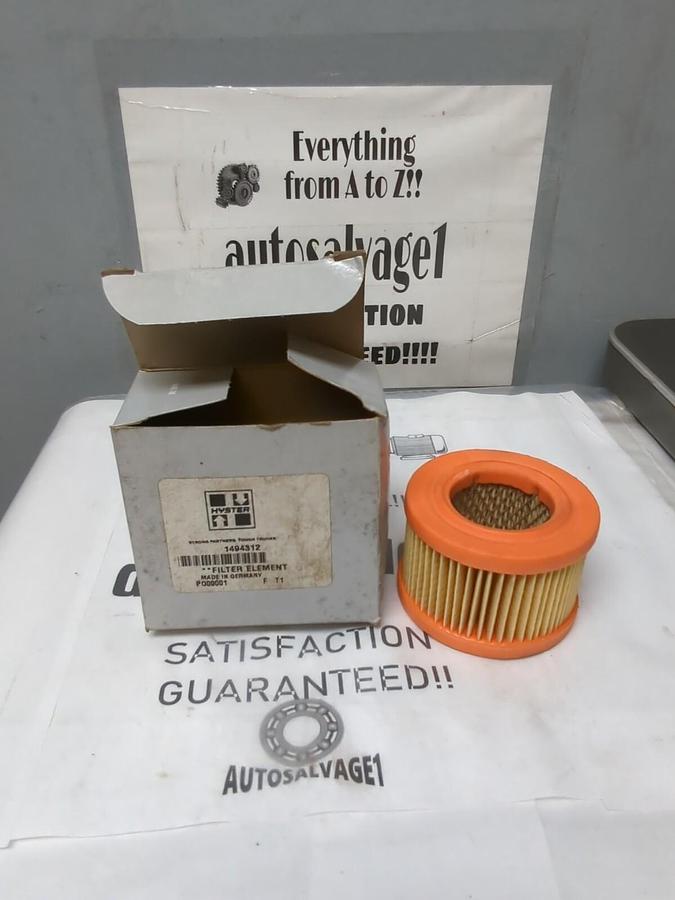 Everything
from A to Z!!
autosalvage1
TION
EED!!!!
HYSTER
STRONG PARTNERS. TOUGH TRUCKS.
1494312
**FILTER ELEMENT
MADE IN GERMANY
P000001 F T1
SATISFACTION
GUARANTEED!!
AUTOSALVAGE1